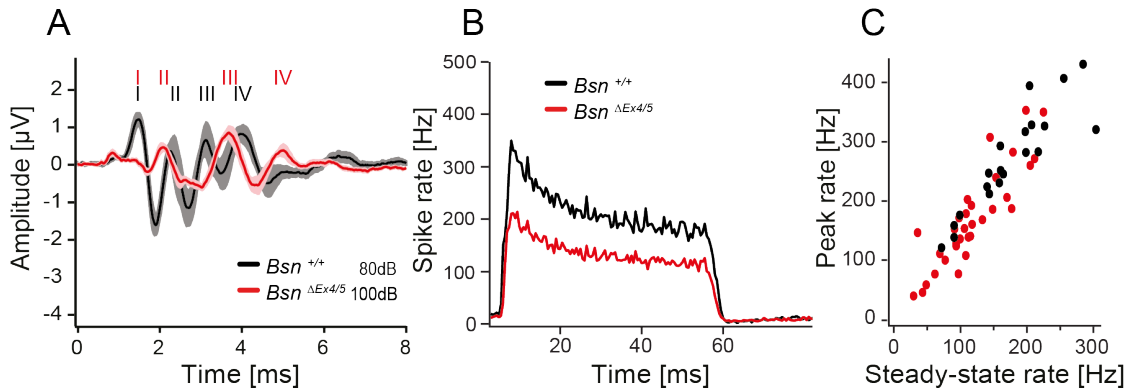 A
Amplitude [µV]
2
1
0
-1
-2
-3
-4
I II III IV
I II III IV
Bsn +/+ 80dB
Bsn ΔEx4/5 100dB
0 2 4 6 8
Time [ms]
B
Spike rate [Hz]
500
400
300
200
100
0
Bsn +/+
Bsn ΔEx4/5
20 40 60
Time [ms]
C
Peak rate [Hz]
400
300
200
100
0
0 100 200 300
Steady-state rate [Hz]